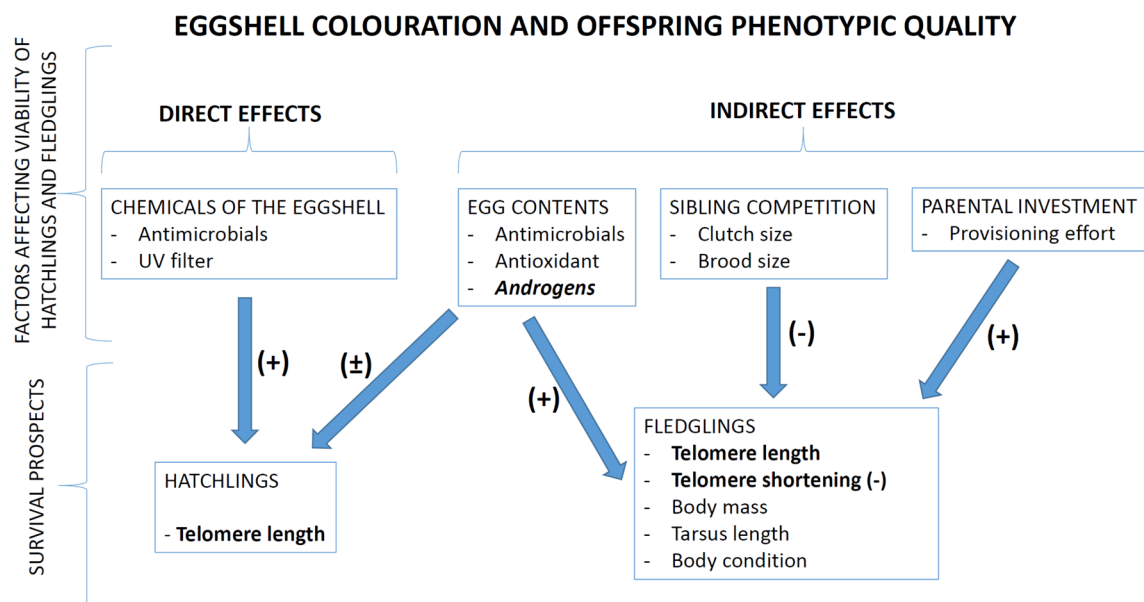 EGGSHELL COLOURATION AND OFFSPRING PHENOTYPIC QUALITY
FACTORS AFFECTING VIABILITY OF
HATCHLINGS AND FLEDGLINGS
DIRECT EFFECTS
INDIRECT EFFECTS
CHEMICALS OF THE EGGSHELL
- Antimicrobials
- UV filter
EGG CONTENTS
- Antimicrobials
- Antioxidant
- Androgens
SIBLING COMPETITION
- Clutch size
- Brood size
PARENTAL INVESTMENT
- Provisioning effort
(+)
(±)
(+)
(-)
(+)
SURVIVAL PROSPECTS
HATCHLINGS
- Telomere length
FLEDGLINGS
- Telomere length
- Telomere shortening (-)
- Body mass
- Tarsus length
- Body condition